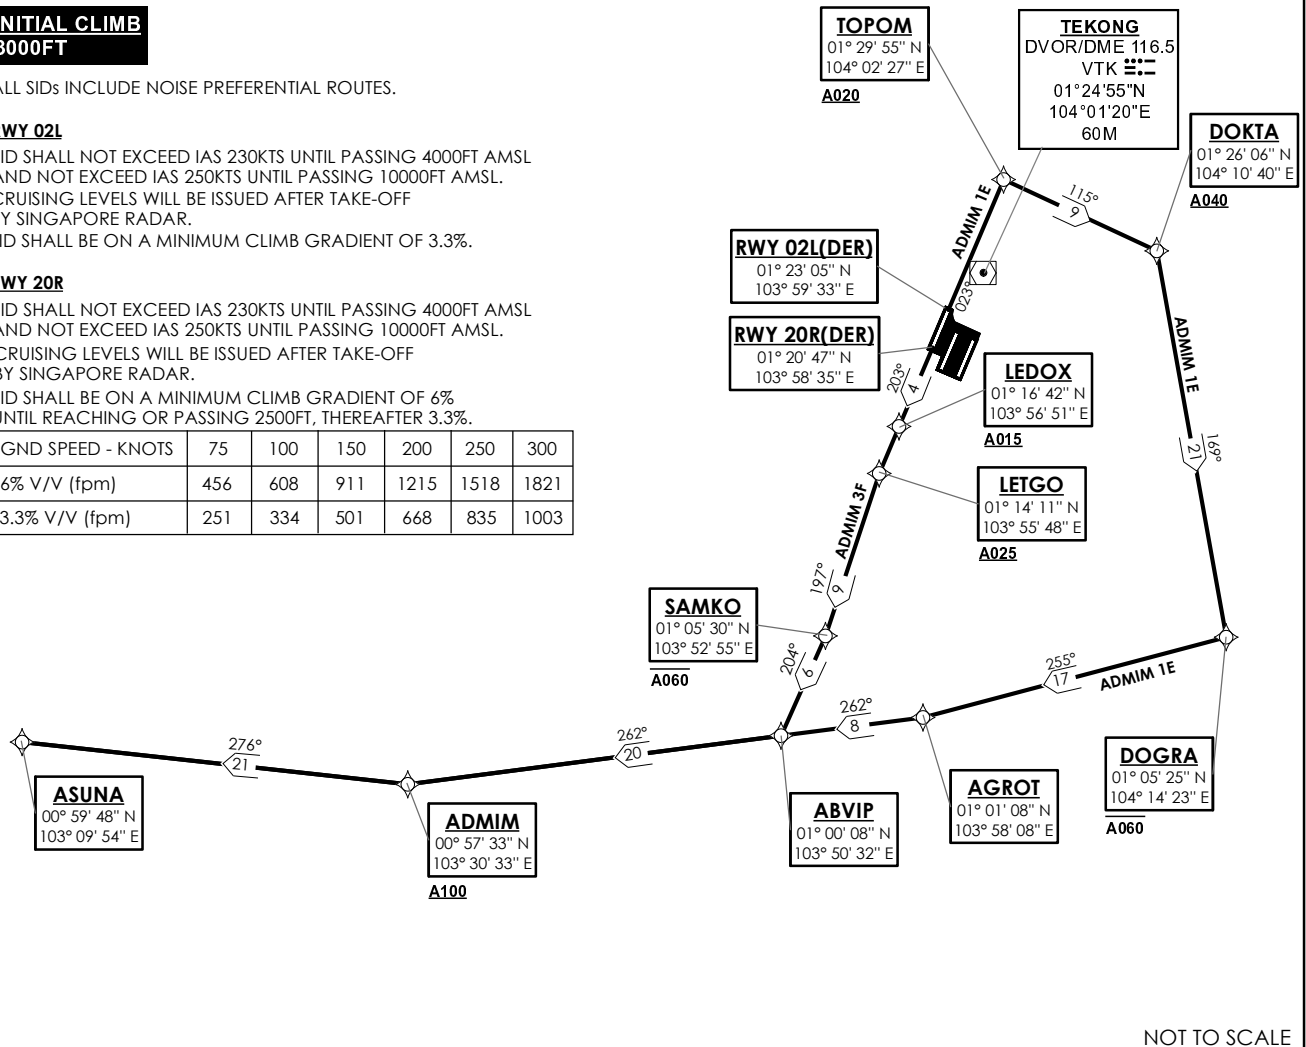 NITIAL CLIMB
3000FT
ALL SIDs INCLUDE NOISE PREFERENTIAL ROUTES.
RWY 02L
ID SHALL NOT EXCEED IAS 230KTS UNTIL PASSING 4000FT AMSL
AND NOT EXCEED IAS 250KTS UNTIL PASSING 10000FT AMSL.
CRUISING LEVELS WILL BE ISSUED AFTER TAKE-OFF
BY SINGAPORE RADAR.
ID SHALL BE ON A MINIMUM CLIMB GRADIENT OF 3.3%.
RWY 20R
ID SHALL NOT EXCEED IAS 230KTS UNTIL PASSING 4000FT AMSL
AND NOT EXCEED IAS 250KTS UNTIL PASSING 10000FT AMSL.
CRUISING LEVELS WILL BE ISSUED AFTER TAKE-OFF
BY SINGAPORE RADAR.
ID SHALL BE ON A MINIMUM CLIMB GRADIENT OF 6%
UNTIL REACHING OR PASSING 2500FT, THEREAFTER 3.3%.
GND SPEED - KNOTS 75 100 150 200 250 300
6% V/V (fpm) 456 608 911 1215 1518 1821
3.3% V/V (fpm) 251 334 501 668 835 1003
TOPOM
01° 29' 55" N
104° 02' 27" E
A020
TEKONG
DVOR/DME 116.5
VTK
01°24'55"N
104°01'20"E
60M
DOKTA
01° 26' 06" N
104° 10' 40" E
A040
ADMIM 1E
115°
9
RWY 02L(DER)
01° 23' 05" N
103° 59' 33" E
023°
RWY 20R(DER)
01° 20' 47" N
103° 58' 35" E
203°
4
LEDOX
01° 16' 42" N
103° 56' 51" E
A015
ADMIM 1E
169°
21
LETGO
01° 14' 11" N
103° 55' 48" E
A025
ADMIM 3F
197°
9
SAMKO
01° 05' 30" N
103° 52' 55" E
A060
204°
6
255°
17
ADMIM 1E
262°
8
262°
20
276°
21
DOGRA
01° 05' 25" N
104° 14' 23" E
A060
AGROT
01° 01' 08" N
103° 58' 08" E
ABVIP
01° 00' 08" N
103° 50' 32" E
ADMIM
00° 57' 33" N
103° 30' 33" E
A100
ASUNA
00° 59' 48" N
103° 09' 54" E
NOT TO SCALE